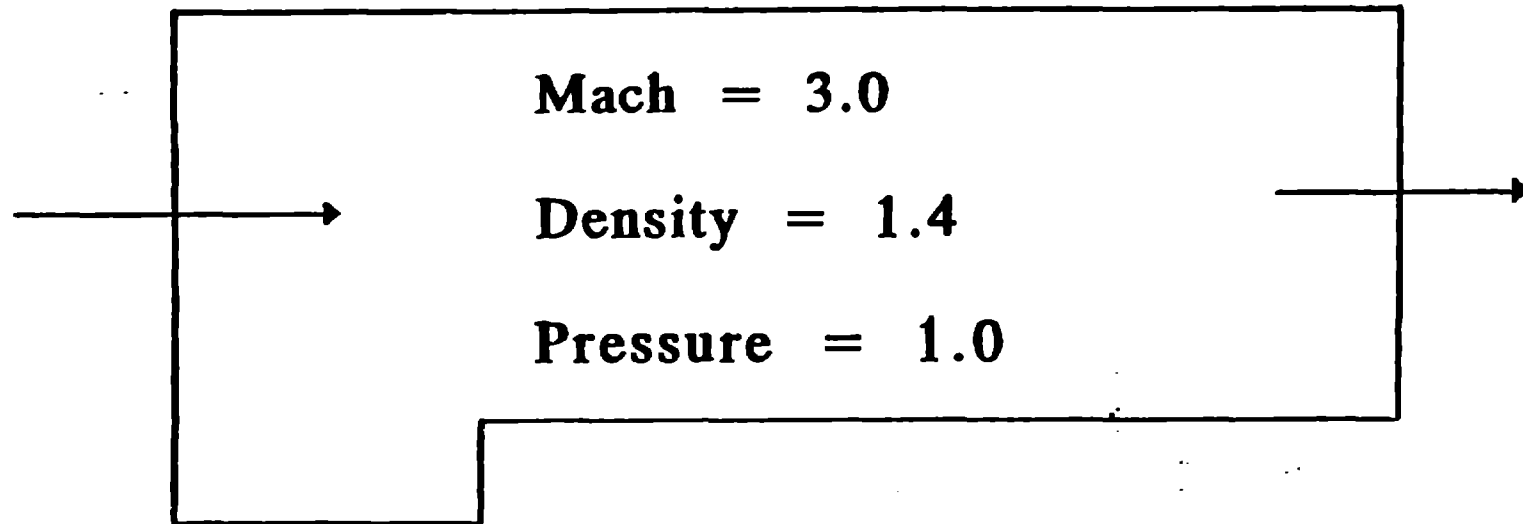 Mach = 3.0
Density = 1.4
Pressure = 1.0